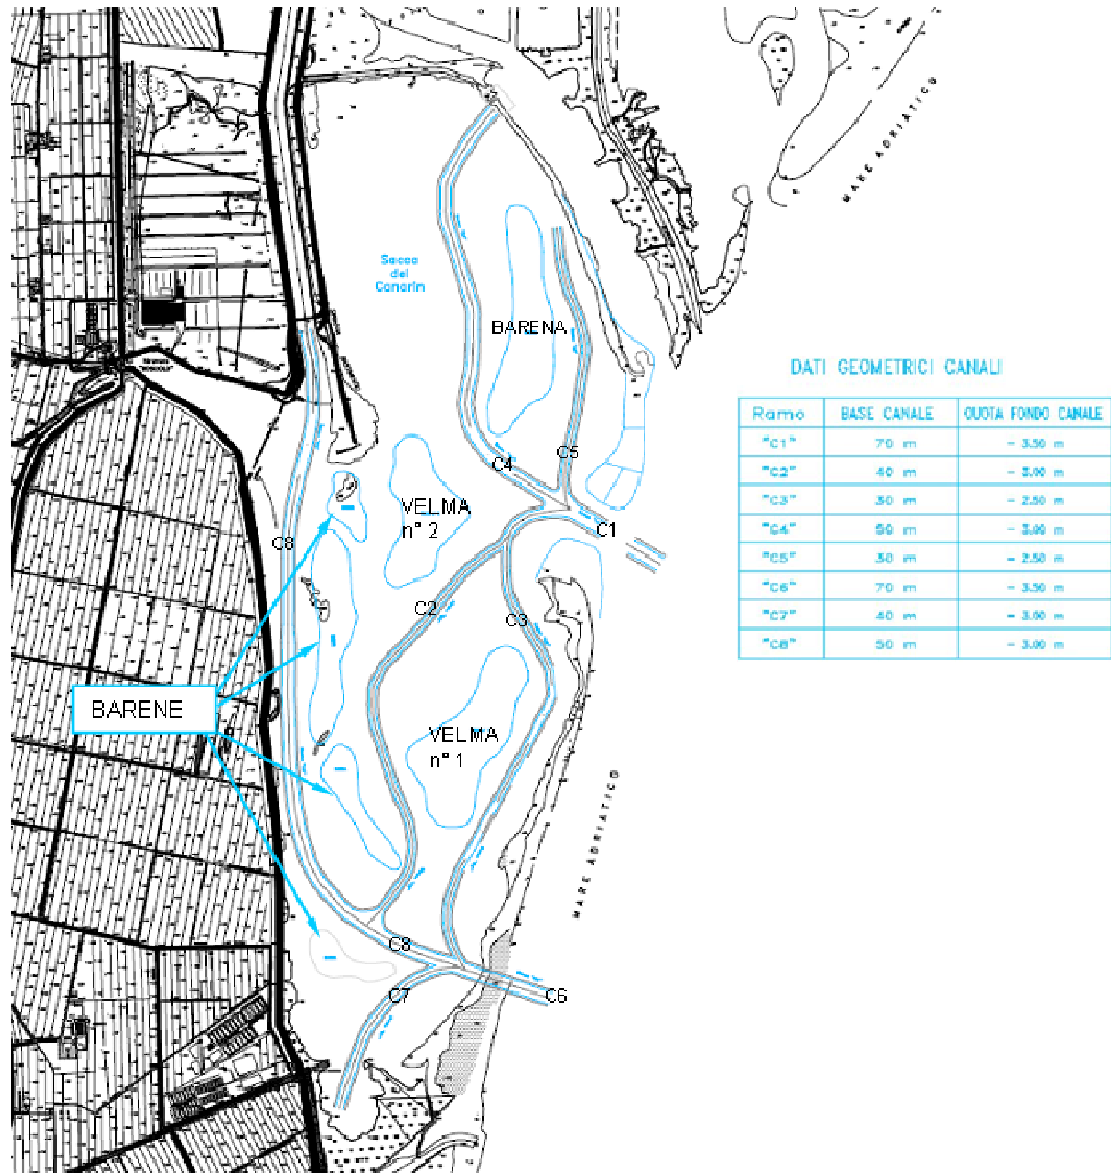 MARE ADRIATICO
Sacca
del
Canarin
BARENA
DATI GEOMETRICI CANALI
Ramo BASE CANALE QUOTA FONDO CANALE
"C1" 70 m - 3.50 m
"C2" 40 m - 3.00 m
"C3" 30 m - 2.50 m
"C4" - 3.00 m
"C5" 30 m - 2.50 m
"C6" 70 m - 3.50 m
"C7" 40 m - 3.00 m
"C8" 50 m - 3.00 m
C5
C4
VELMA
n° 2
C1
C8
C2
C3
BARENE
VELMA
n° 1
MARE ADRIATICO
C8
C7
C6